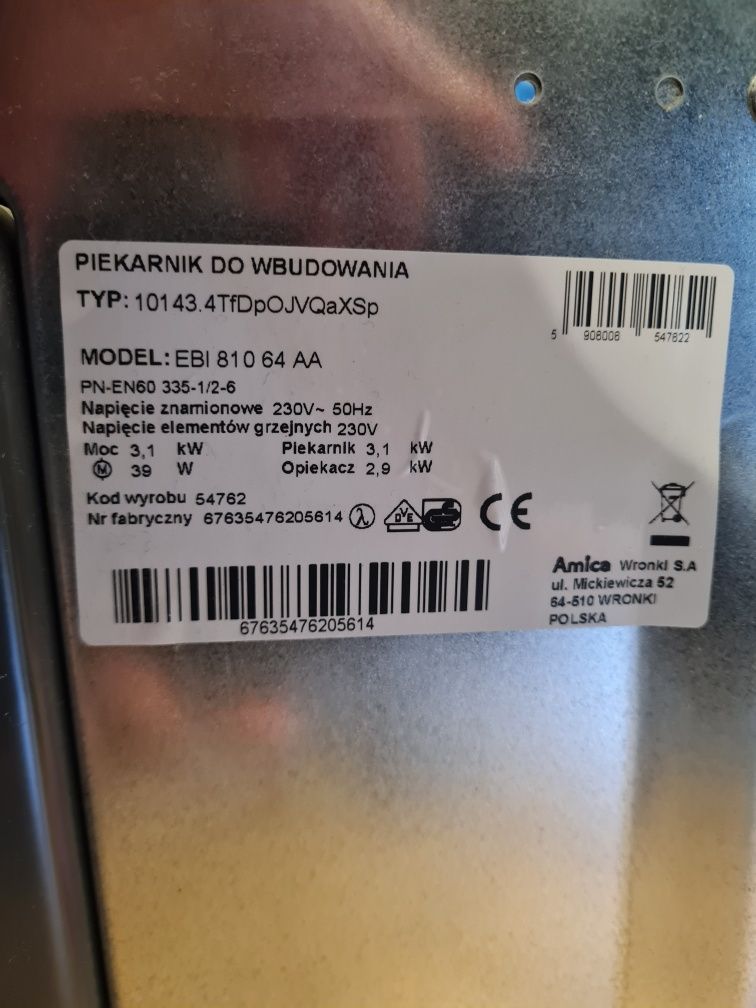 PIEKARNIK DO WBUDOWANIA
TYP: 10143.4TfDpOJVQaXSp
5 906006 547622
MODEL: EBI 810 64 AA
PN-EN60 335-1/2-6
Napięcie znamionowe 230V~ 50Hz
Napięcie elementów grzejnych 230V
Moc 3,1 kW Piekarnik 3,1 kW
M 39 W Opiekacz 2,9 kW
Kod wyrobu 54762
Nr fabryczny 67635476205614 λ DVE GS CE
67635476205614
Amica Wronki S.A
ul. Mickiewicza 52
64-510 WRONKI
POLSKA